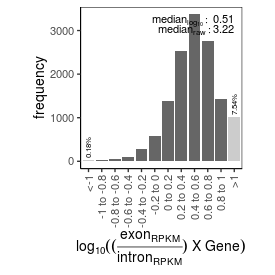 median_log10 : 0.51
median_raw : 3.22
frequency
3000
2000
1000
0
0.18%
7.54%
<-1
-1 to -0.8
-0.8 to -0.6
-0.6 to -0.4
-0.4 to -0.2
-0.2 to 0
0 to 0.2
0.2 to 0.4
0.4 to 0.6
0.6 to 0.8
0.8 to 1
>1
log10((exonRPKM/intronRPKM) X Gene)